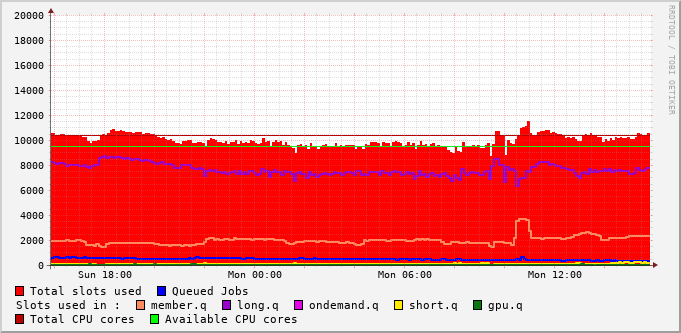 20000
18000
16000
14000
12000
10000
8000
6000
4000
2000
0
Sun 18:00 Mon 00:00 Mon 06:00 Mon 12:00
RRDTOOL / TOBI OETIKER
Total slots used Queued Jobs
Slots used in : member.q long.q ondemand.q short.q gpu.q
Total CPU cores Available CPU cores